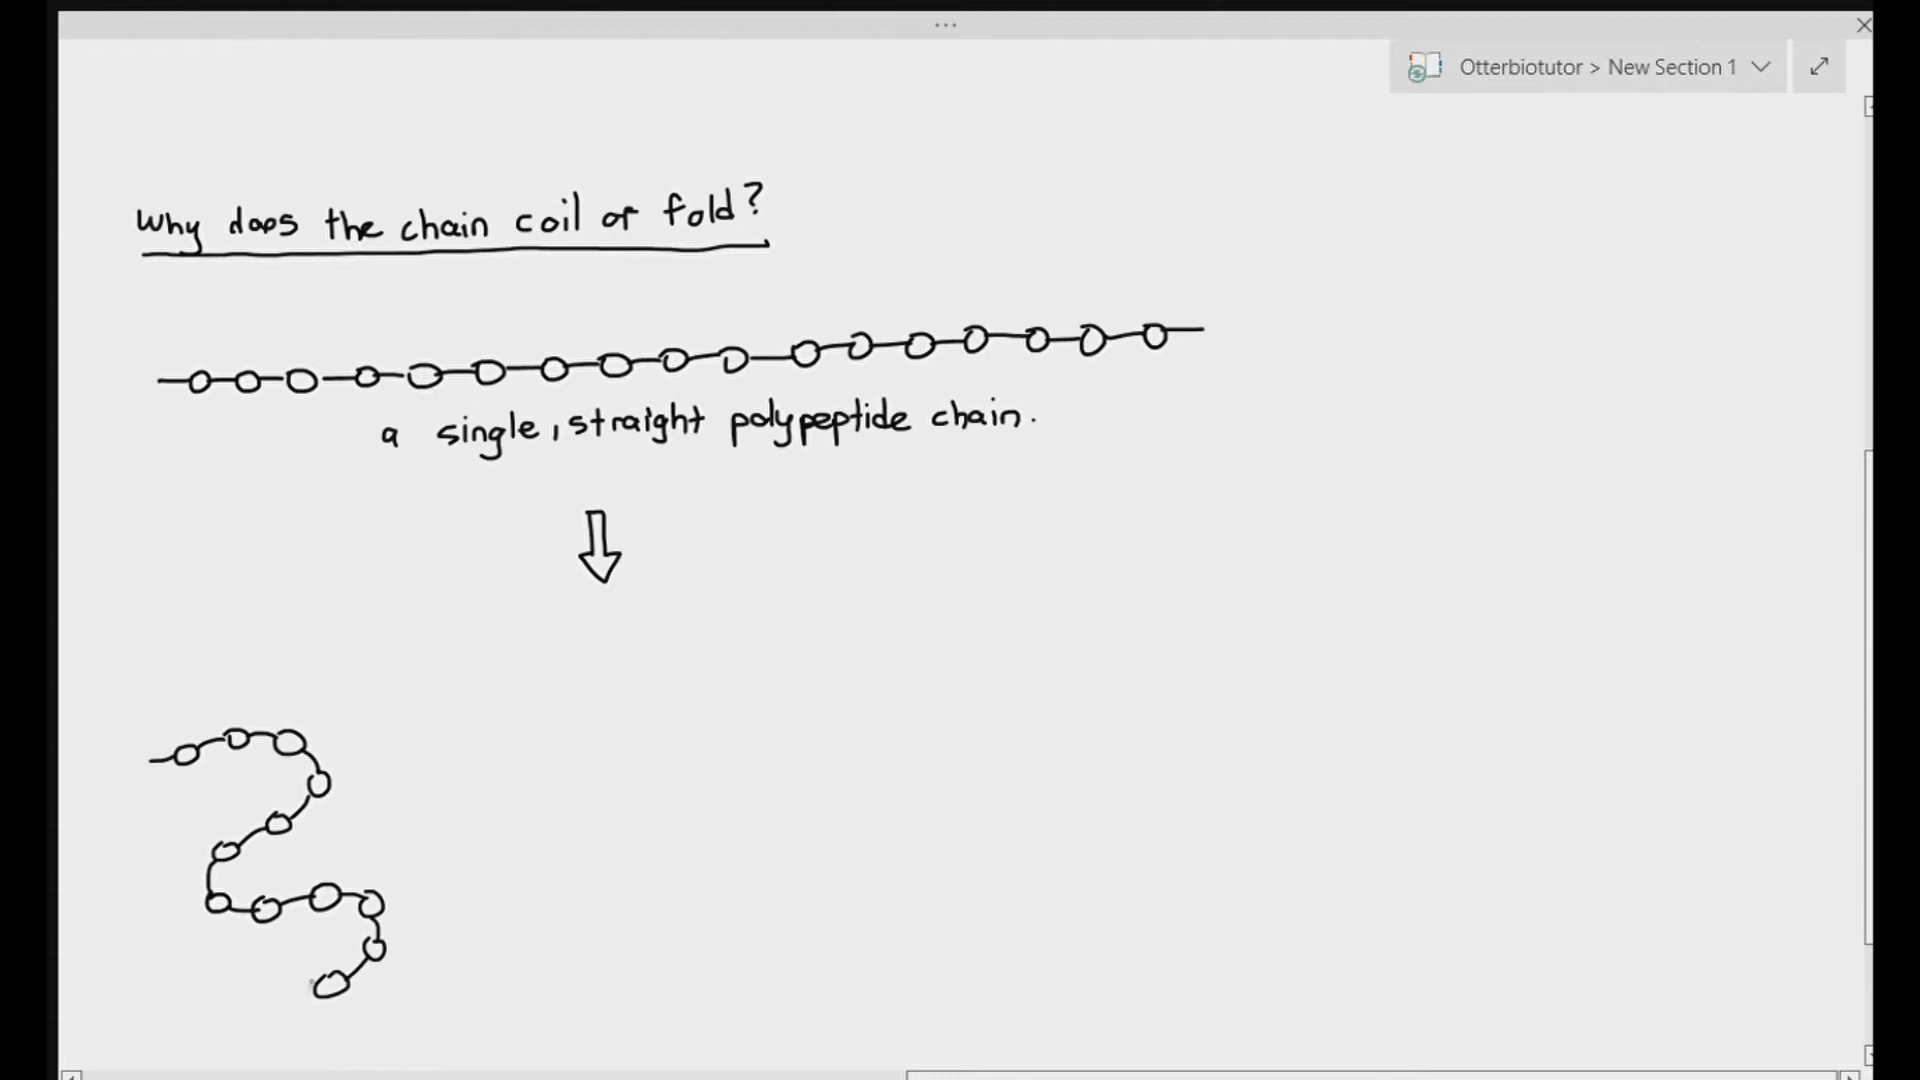 Otterbiotutor > New Section 1
Why does the chain coil or fold?
a single, straight polypeptide chain.